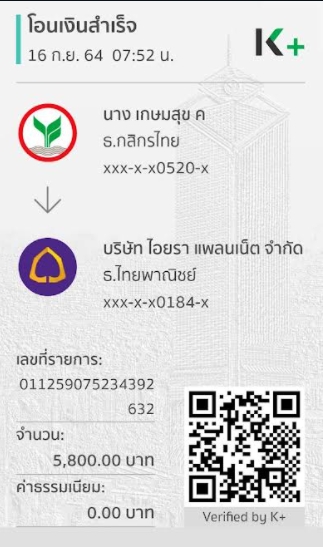 โอนเงินสำเร็จ
16 ก.ย. 64 07:52 น.
K+
นาง เกษมสุข ค
ธ.กสิกรไทย
xxx-x-x0520-x
บริษัท ไอยรา แพลนเน็ต จำกัด
ธ.ไทยพาณิชย์
xxx-x-x0184-x
เลขที่รายการ:
011259075234392
632
จำนวน:
5,800.00 บาท
ค่าธรรมเนียม:
0.00 บาท
Verified by K+